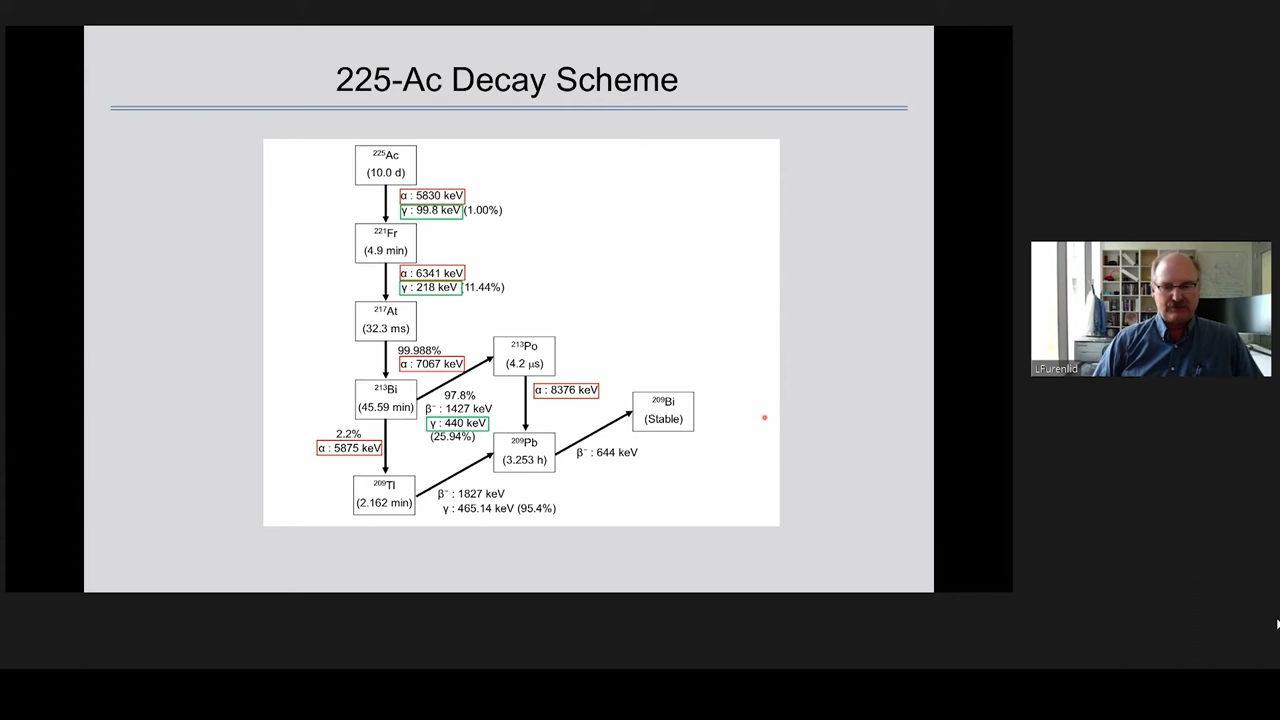 225-Ac Decay Scheme
²²⁵Ac
(10.0 d)
α : 5830 keV
γ : 99.8 keV (1.00%)
²²¹Fr
(4.9 min)
α : 6341 keV
γ : 218 keV (11.44%)
²¹⁷At
(32.3 ms)
99.988%
α : 7067 keV
²¹³Po
(4.2 μs)
²¹³Bi
(45.59 min)
97.8%
β⁻ : 1427 keV
γ : 440 keV
(25.94%)
α : 8376 keV
²⁰⁹Bi
(Stable)
2.2%
α : 5875 keV
²⁰⁹Pb
(3.253 h)
β⁻ : 644 keV
²⁰⁹Tl
(2.162 min)
β⁻ : 1827 keV
γ : 465.14 keV (95.4%)
LFurenlid